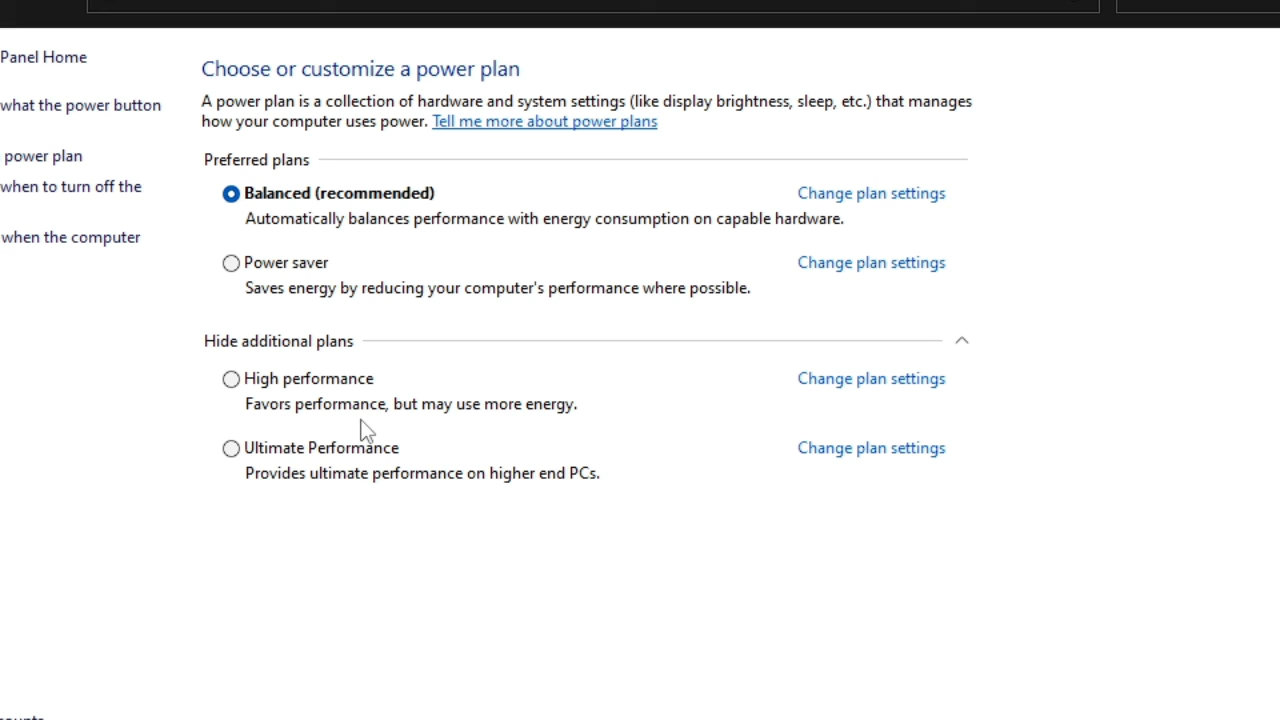 Panel Home
what the power button
power plan
when to turn off the
when the computer
Choose or customize a power plan
A power plan is a collection of hardware and system settings (like display brightness, sleep, etc.) that manages
how your computer uses power. Tell me more about power plans
Preferred plans
Balanced (recommended) Change plan settings
Automatically balances performance with energy consumption on capable hardware.
Power saver Change plan settings
Saves energy by reducing your computer's performance where possible.
Hide additional plans
High performance Change plan settings
Favors performance, but may use more energy.
Ultimate Performance Change plan settings
Provides ultimate performance on higher end PCs.